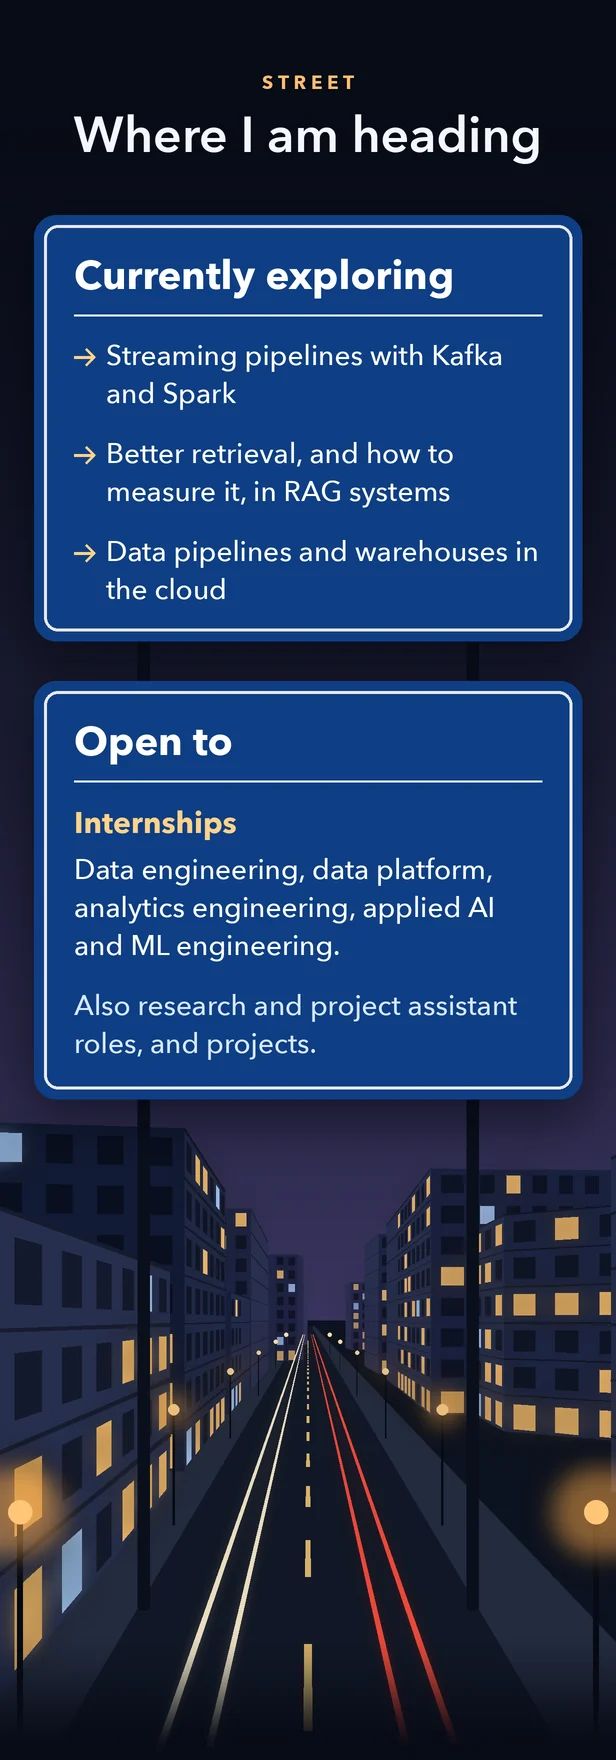 STREET
Where I am heading
Currently exploring
→ Streaming pipelines with Kafka
and Spark
→ Better retrieval, and how to
measure it, in RAG systems
→ Data pipelines and warehouses in
the cloud
Open to
Internships
Data engineering, data platform,
analytics engineering, applied AI
and ML engineering.
Also research and project assistant
roles, and projects.